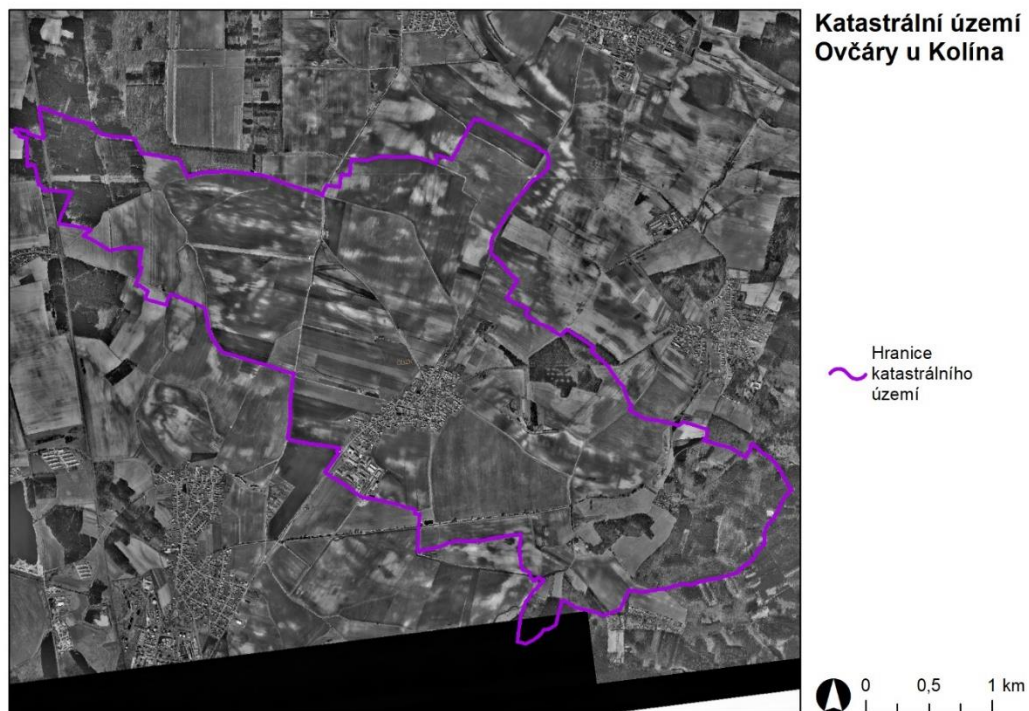 Katastrální území
Ovčáry u Kolína
Hranice
katastrálního
území
0 0,5 1 km